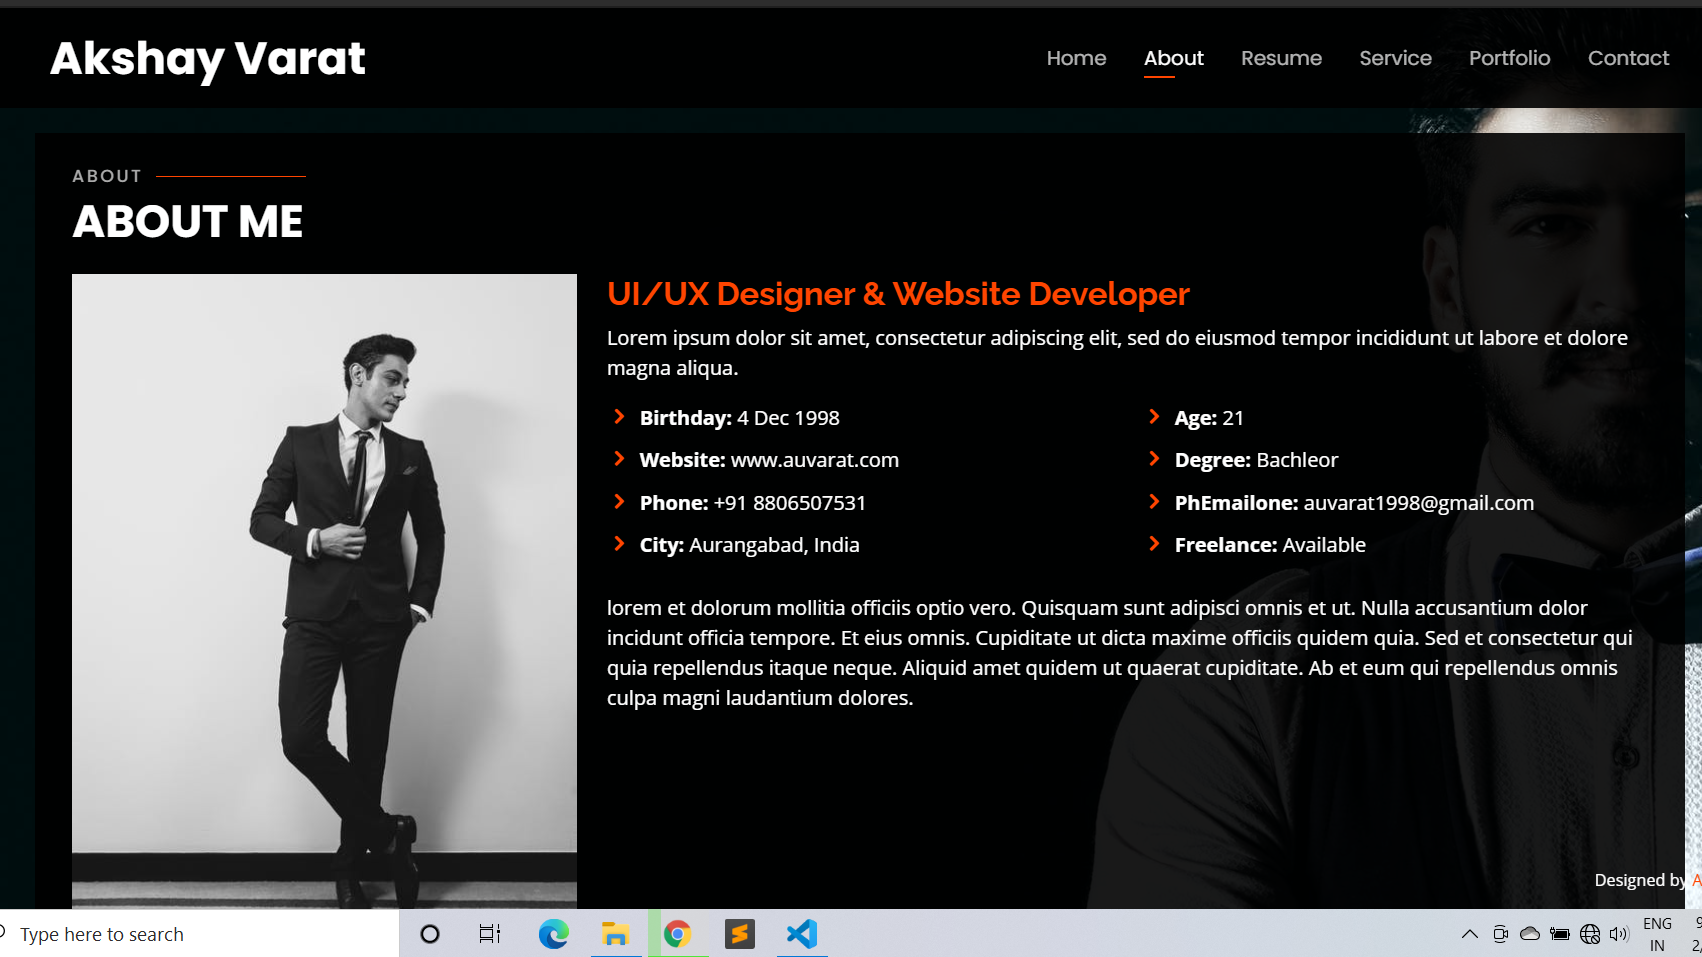 Akshay Varat
Home About Resume Service Portfolio Contact
ABOUT
ABOUT ME
UI/UX Designer & Website Developer
Lorem ipsum dolor sit amet, consectetur adipiscing elit, sed do eiusmod tempor incididunt ut labore et dolore
magna aliqua.
Birthday: 4 Dec 1998
Age: 21
Website: www.auvarat.com
Degree: Bachleor
Phone: +91 8806507531
PhEmailone: auvarat1998@gmail.com
City: Aurangabad, India
Freelance: Available
lorem et dolorum mollitia officiis optio vero. Quisquam sunt adipisci omnis et ut. Nulla accusantium dolor
incidunt officia tempore. Et eius omnis. Cupiditate ut dicta maxime officiis quidem quia. Sed et consectetur qui
quia repellendus itaque neque. Aliquid amet quidem ut quaerat cupiditate. Ab et eum qui repellendus omnis
culpa magni laudantium dolores.
Designed by
Type here to search
ENG
IN